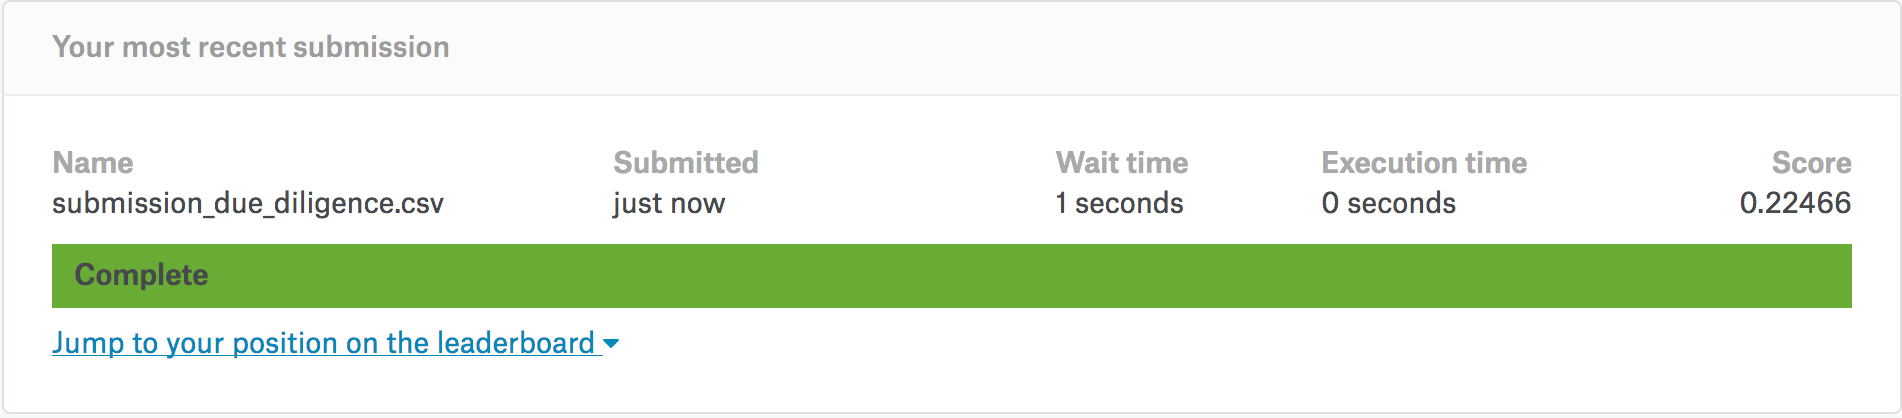 Your most recent submission
Name Submitted Wait time Execution time Score
submission_due_diligence.csv just now 1 seconds 0 seconds 0.22466
Complete
Jump to your position on the leaderboard